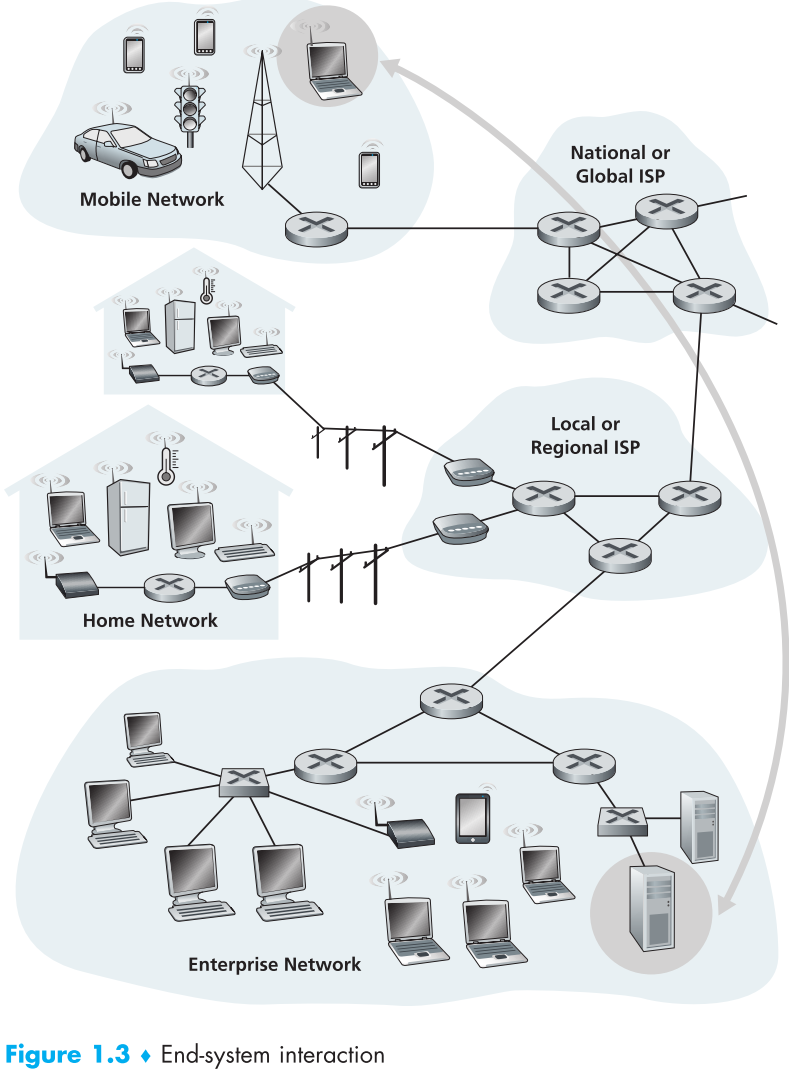 Mobile Network
National or
Global ISP
Local or
Regional ISP
Home Network
Enterprise Network
Figure 1.3 ♦ End-system interaction